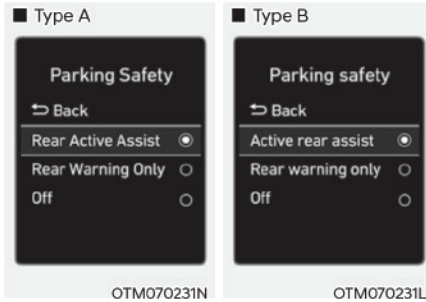 ■ Type A
Parking Safety
Back
Rear Active Assist
Rear Warning Only
Off
OTM070231N
■ Type B
Parking safety
Back
Active rear assist
Rear warning only
Off
OTM070231L